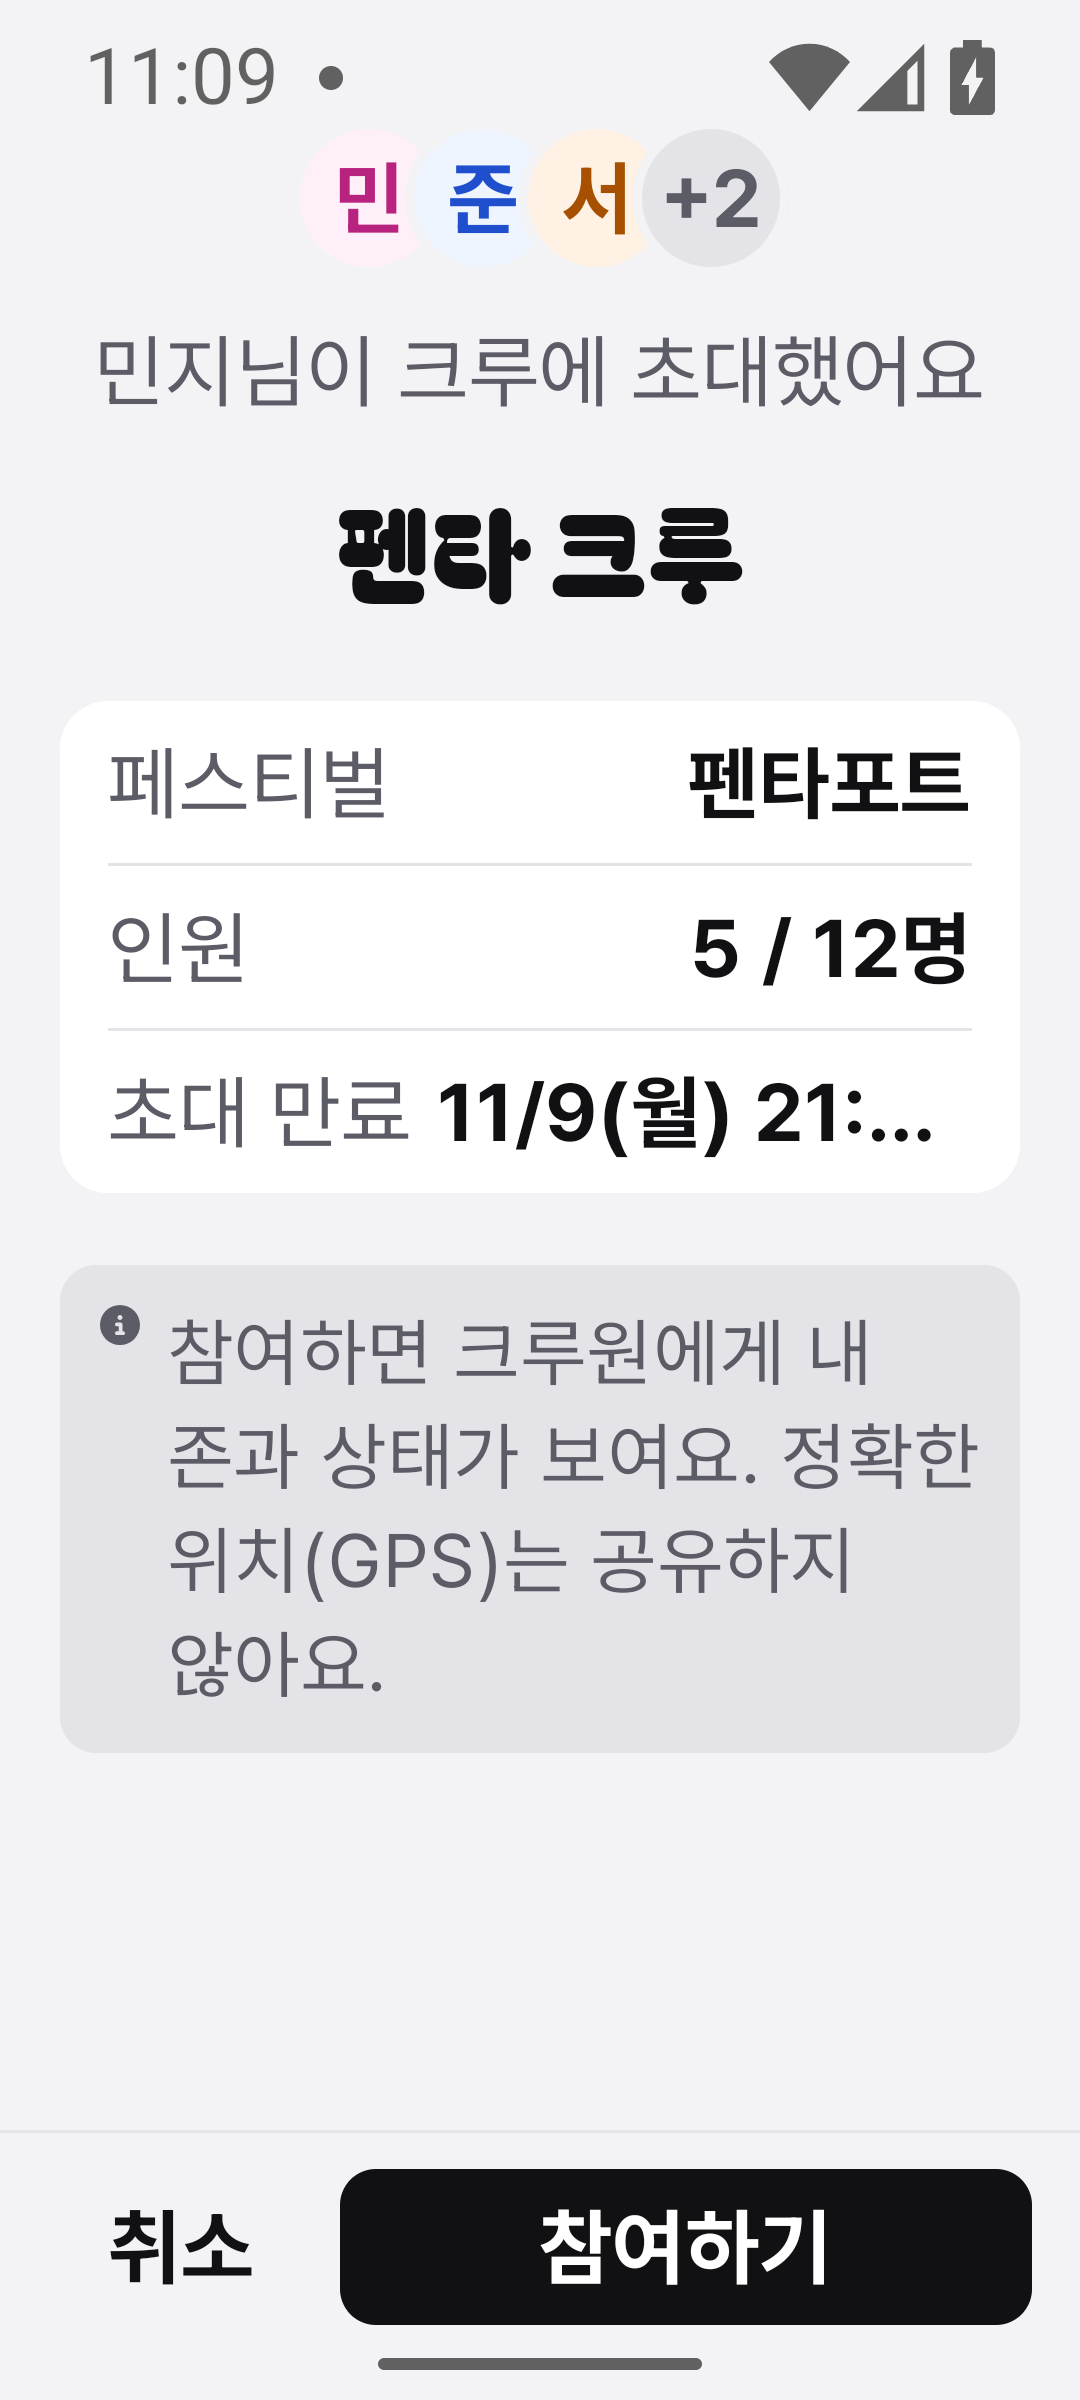 11:09
민 준 서 +2
민지님이 크루에 초대했어요
펜타 크루
페스티벌 펜타포트
인원 5 / 12명
초대 만료 11/9(월) 21:...
참여하면 크루원에게 내
존과 상태가 보여요. 정확한
위치(GPS)는 공유하지
않아요.
취소 참여하기